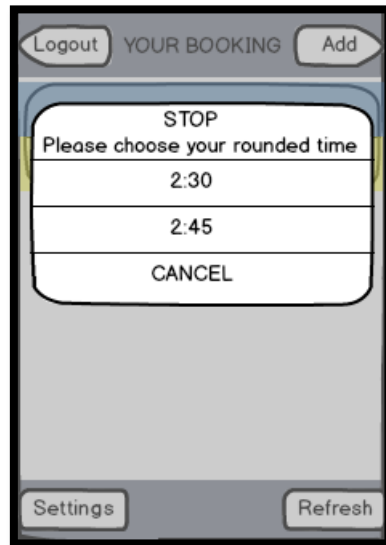 Logout YOUR BOOKING Add
STOP
Please choose your rounded time
2:30
2:45
CANCEL
Settings Refresh